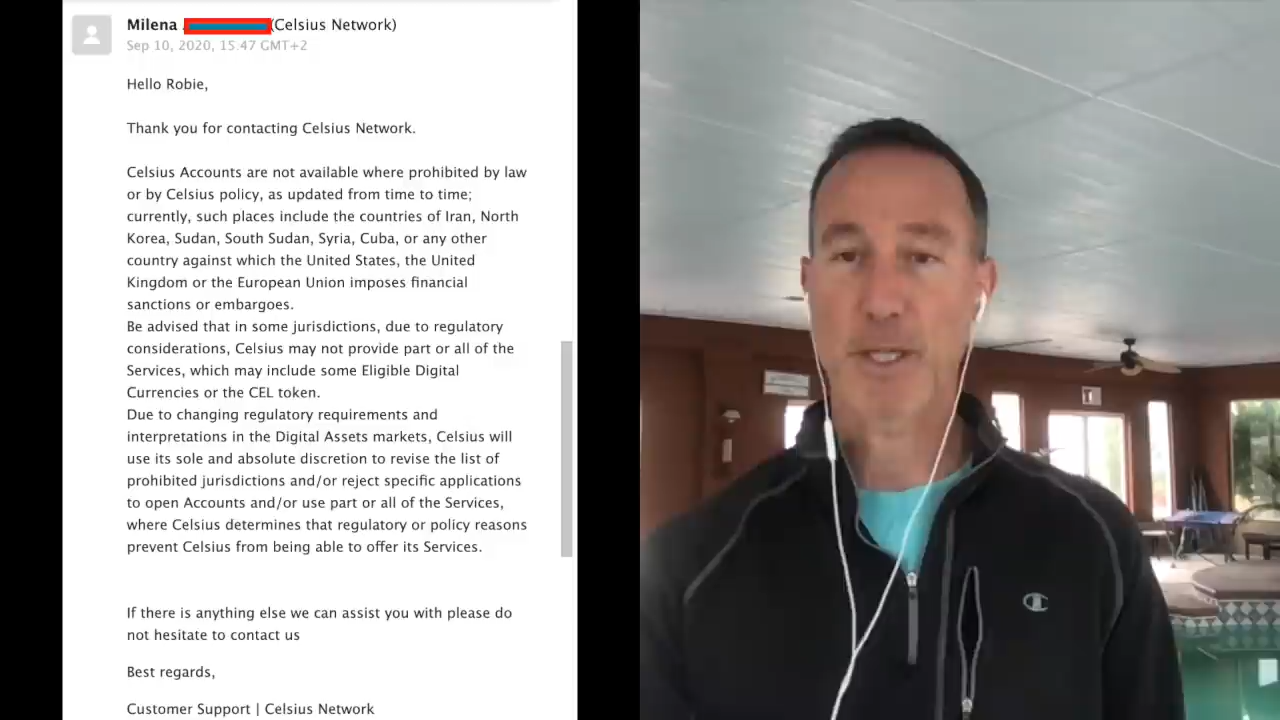 Milena (Celsius Network)
Sep 10, 2020, 15:47 GMT+2
Hello Robie,
Thank you for contacting Celsius Network.
Celsius Accounts are not available where prohibited by law
or by Celsius policy, as updated from time to time;
currently, such places include the countries of Iran, North
Korea, Sudan, South Sudan, Syria, Cuba, or any other
country against which the United States, the United
Kingdom or the European Union imposes financial
sanctions or embargoes.
Be advised that in some jurisdictions, due to regulatory
considerations, Celsius may not provide part or all of the
Services, which may include some Eligible Digital
Currencies or the CEL token.
Due to changing regulatory requirements and
interpretations in the Digital Assets markets, Celsius will
use its sole and absolute discretion to revise the list of
prohibited jurisdictions and/or reject specific applications
to open Accounts and/or use part or all of the Services,
where Celsius determines that regulatory or policy reasons
prevent Celsius from being able to offer its Services.
If there is anything else we can assist you with please do
not hesitate to contact us
Best regards,
Customer Support | Celsius Network